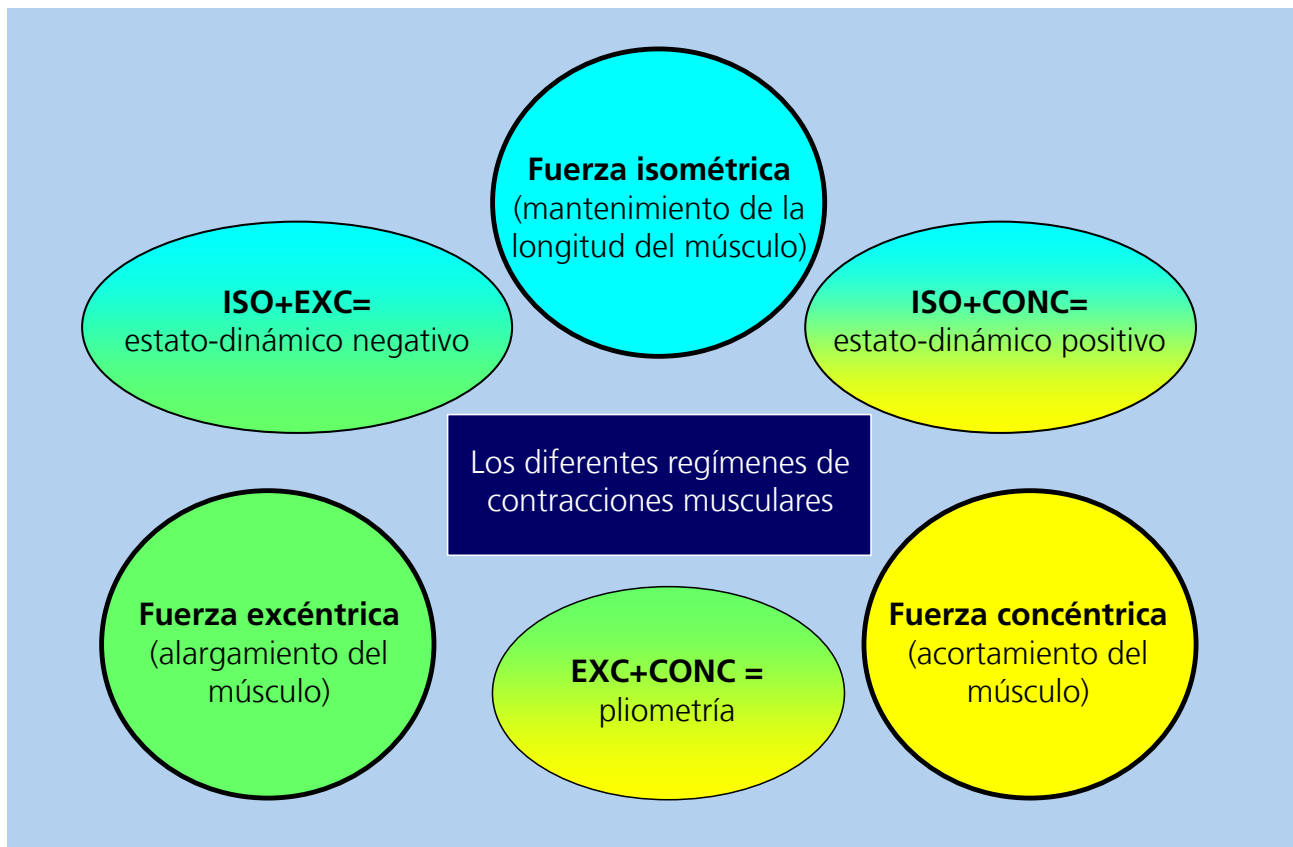 Fuerza isométrica
(mantenimiento de la
longitud del músculo)
ISO+EXC=
estato-dinámico negativo
ISO+CONC=
estato-dinámico positivo
Los diferentes regímenes de
contracciones musculares
Fuerza excéntrica
(alargamiento del
músculo)
EXC+CONC =
pliometría
Fuerza concéntrica
(acortamiento del
músculo)